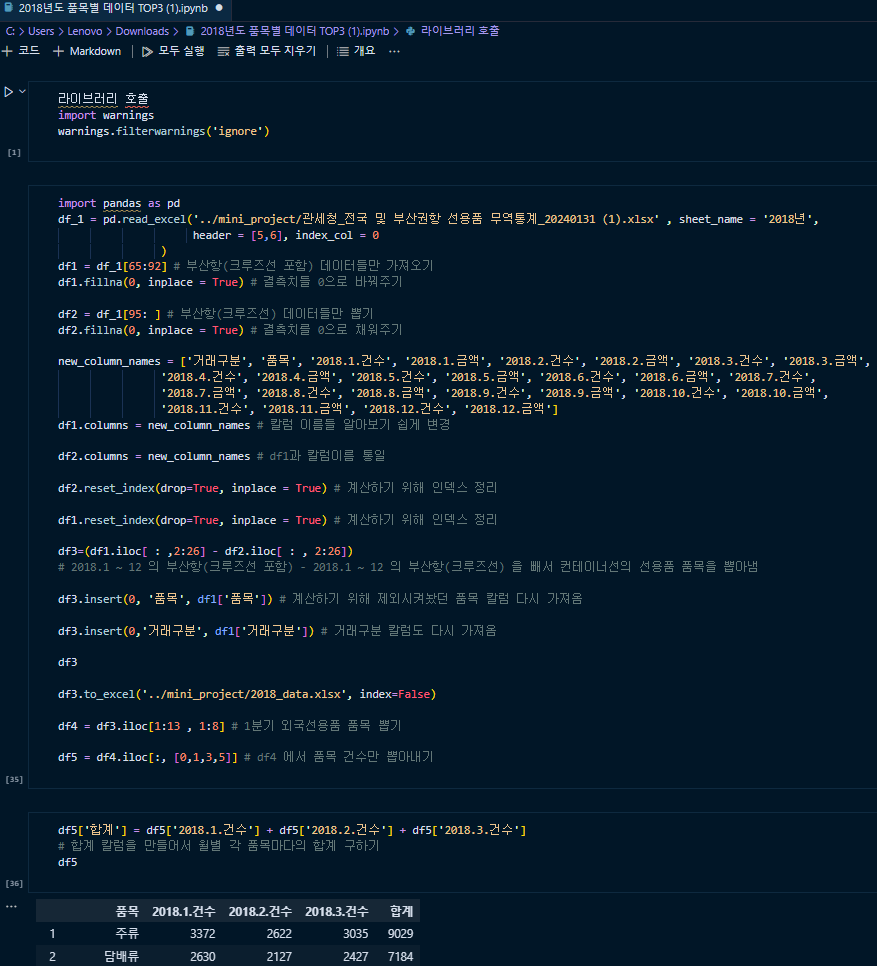 2018년도 품목별 데이터 TOP3 (1).ipynb ●
C: > Users > Lenovo > Downloads > 2018년도 품목별 데이터 TOP3 (1).ipynb > 라이브러리 호출
+ 코드 + Markdown | ▷ 모두 실행 출력 모두 지우기 | 개요 ···
라이브러리 호출
import warnings
warnings.filterwarnings('ignore')
[1]
import pandas as pd
df_1 = pd.read_excel('../mini_project/관세청_전국 및 부산권항 선용품 무역통계_20240131 (1).xlsx' , sheet_name = '2018년',
header = [5,6], index_col = 0
)
df1 = df_1[65:92] # 부산항(크루즈선 포함) 데이터들만 가져오기
df1.fillna(0, inplace = True) # 결측치들 0으로 바꿔주기
df2 = df_1[95: ] # 부산항(크루즈선) 데이터들만 뽑기
df2.fillna(0, inplace = True) # 결측치를 0으로 채워주기
new_column_names = ['거래구분', '품목', '2018.1.건수', '2018.1.금액', '2018.2.건수', '2018.2.금액', '2018.3.건수', '2018.3.금액',
'2018.4.건수', '2018.4.금액', '2018.5.건수', '2018.5.금액', '2018.6.건수', '2018.6.금액', '2018.7.건수',
'2018.7.금액', '2018.8.건수', '2018.8.금액', '2018.9.건수', '2018.9.금액', '2018.10.건수', '2018.10.금액',
'2018.11.건수', '2018.11.금액', '2018.12.건수', '2018.12.금액']
df1.columns = new_column_names # 칼럼 이름들 알아보기 쉽게 변경
df2.columns = new_column_names # df1과 칼럼이름 통일
df2.reset_index(drop=True, inplace = True) # 계산하기 위해 인덱스 정리
df1.reset_index(drop=True, inplace = True) # 계산하기 위해 인덱스 정리
df3=(df1.iloc[ : ,2:26] - df2.iloc[ : , 2:26])
# 2018.1 ~ 12 의 부산항(크루즈선 포함) - 2018.1 ~ 12 의 부산항(크루즈선) 을 빼서 컨테이너선의 선용품 품목을 뽑아냄
df3.insert(0, '품목', df1['품목']) # 계산하기 위해 제외시켜놨던 품목 칼럼 다시 가져옴
df3.insert(0,'거래구분', df1['거래구분']) # 거래구분 칼럼도 다시 가져옴
df3
df3.to_excel('../mini_project/2018_data.xlsx', index=False)
df4 = df3.iloc[1:13 , 1:8] # 1분기 외국선용품 품목 뽑기
df5 = df4.iloc[:, [0,1,3,5]] # df4 에서 품목 건수만 뽑아내기
[35]
df5['합계'] = df5['2018.1.건수'] + df5['2018.2.건수'] + df5['2018.3.건수']
# 합계 칼럼을 만들어서 월별 각 품목마다의 합계 구하기
df5
[36]
···
품목 2018.1.건수 2018.2.건수 2018.3.건수 합계
1 주류 3372 2622 3035 9029
2 담배류 2630 2127 2427 7184